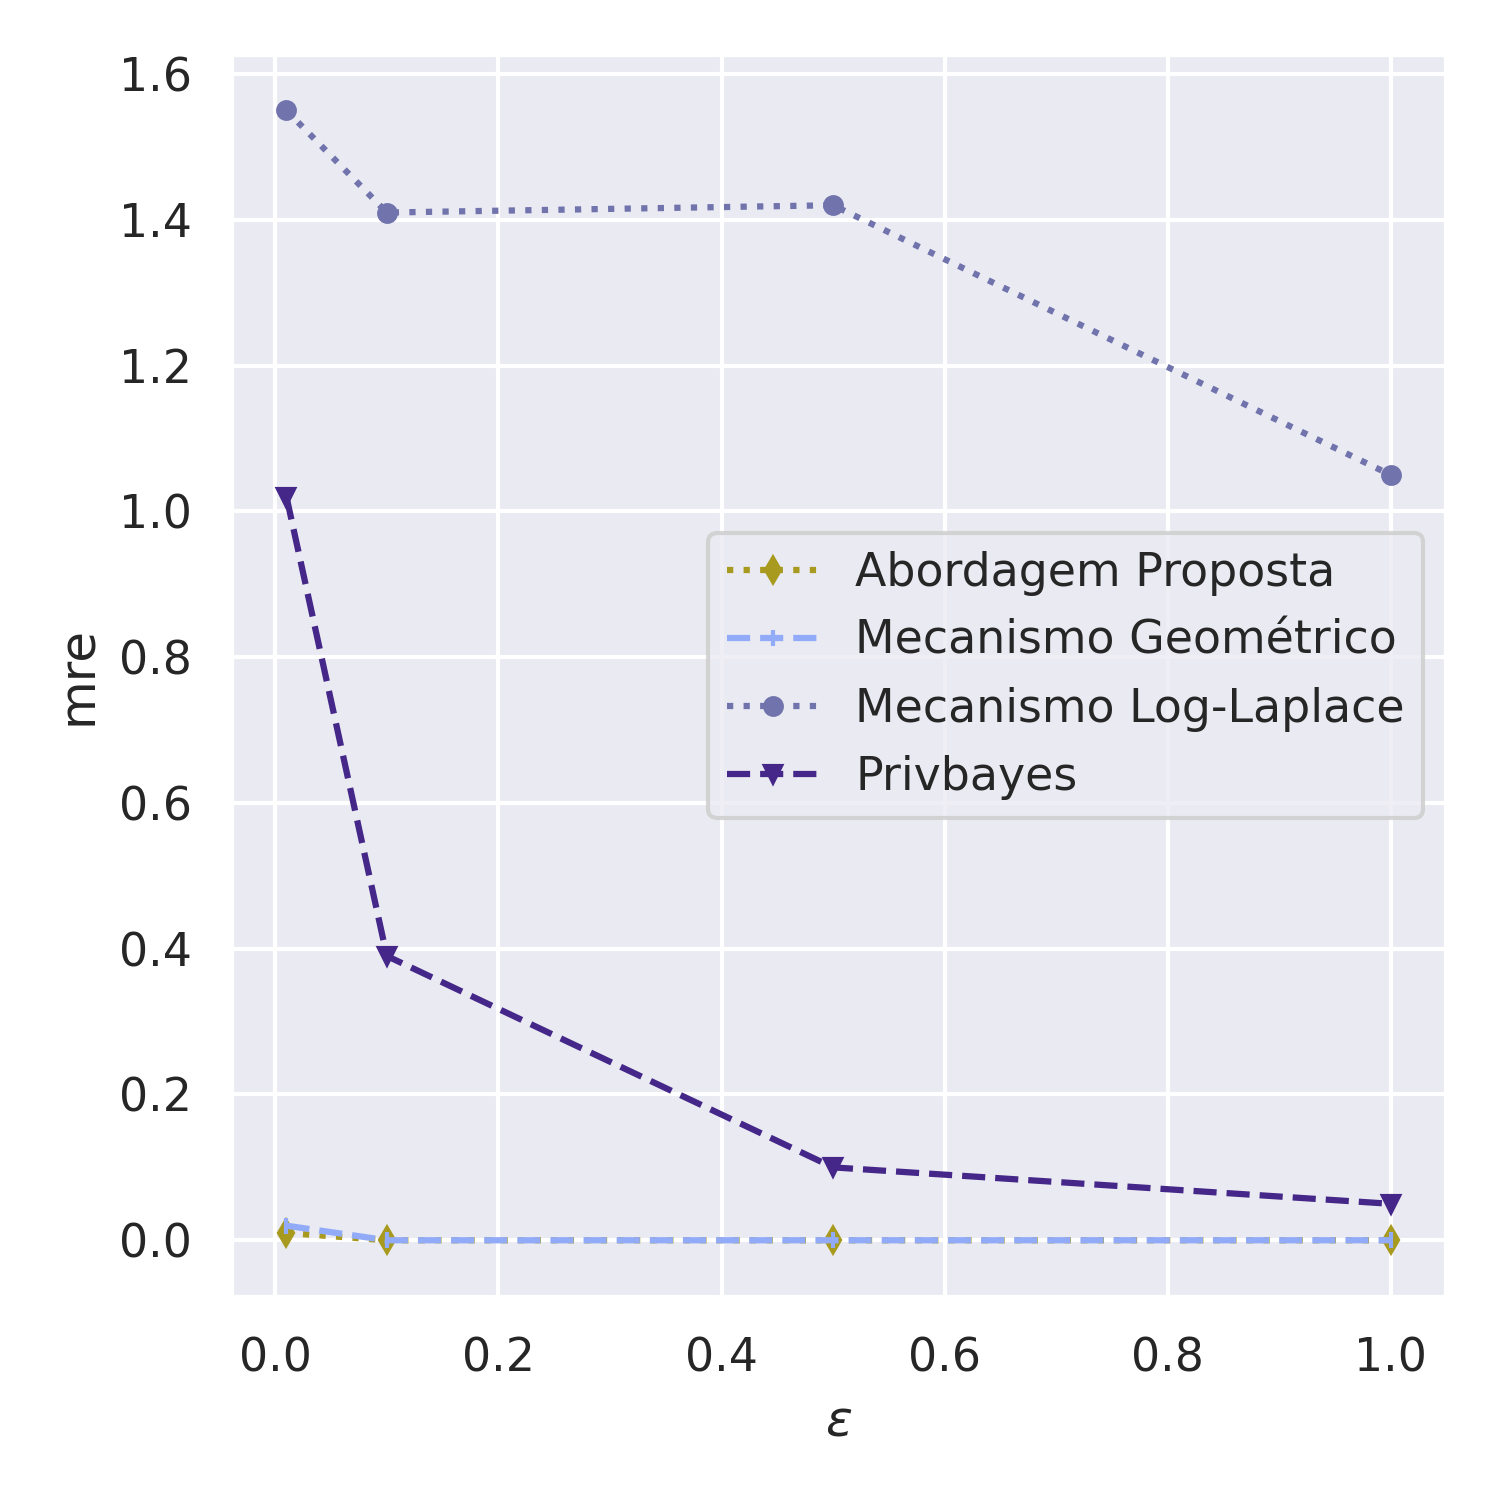 1.6
1.4
1.2
1.0
0.8
0.6
0.4
0.2
0.0
mre
Abordagem Proposta
Mecanismo Geométrico
Mecanismo Log-Laplace
Privbayes
0.0 0.2 0.4 0.6 0.8 1.0
ε